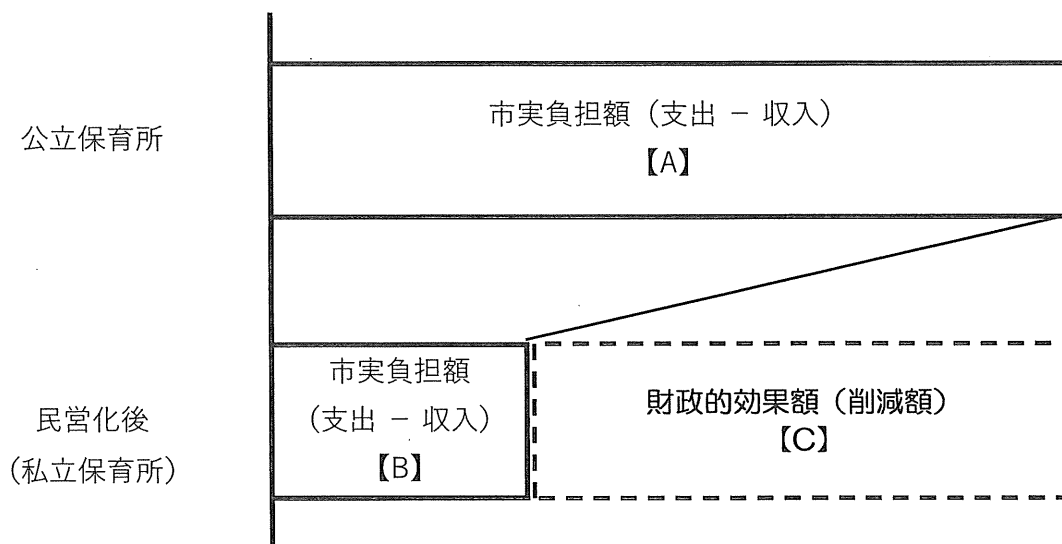 公立保育所
市実負担額（支出 － 収入）
【A】
民営化後
（私立保育所）
市実負担額
（支出 － 収入）
【B】
財政的効果額（削減額）
【C】